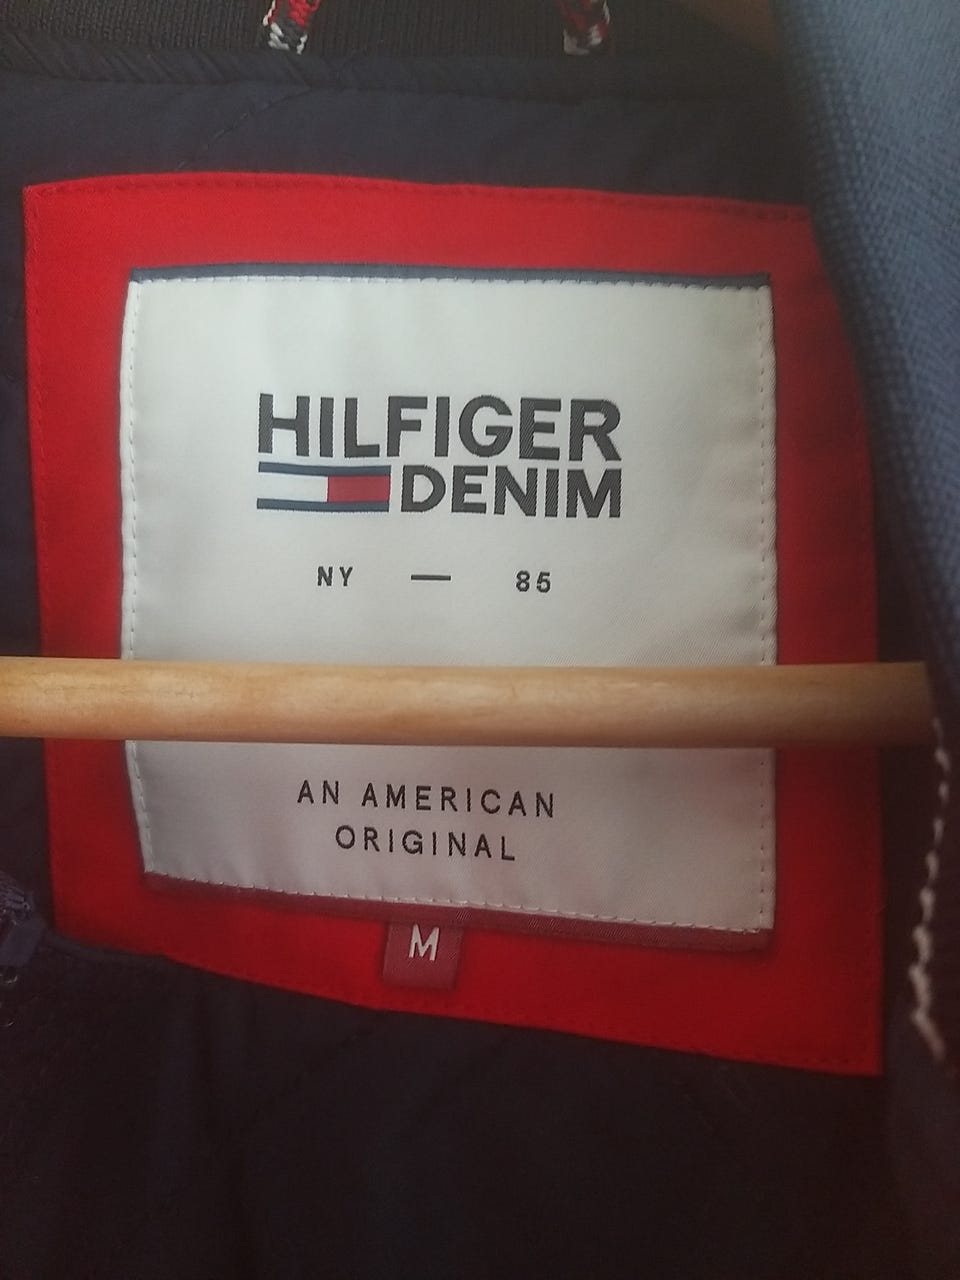 HILFIGER
DENIM
NY — 85
AN AMERICAN
ORIGINAL
M